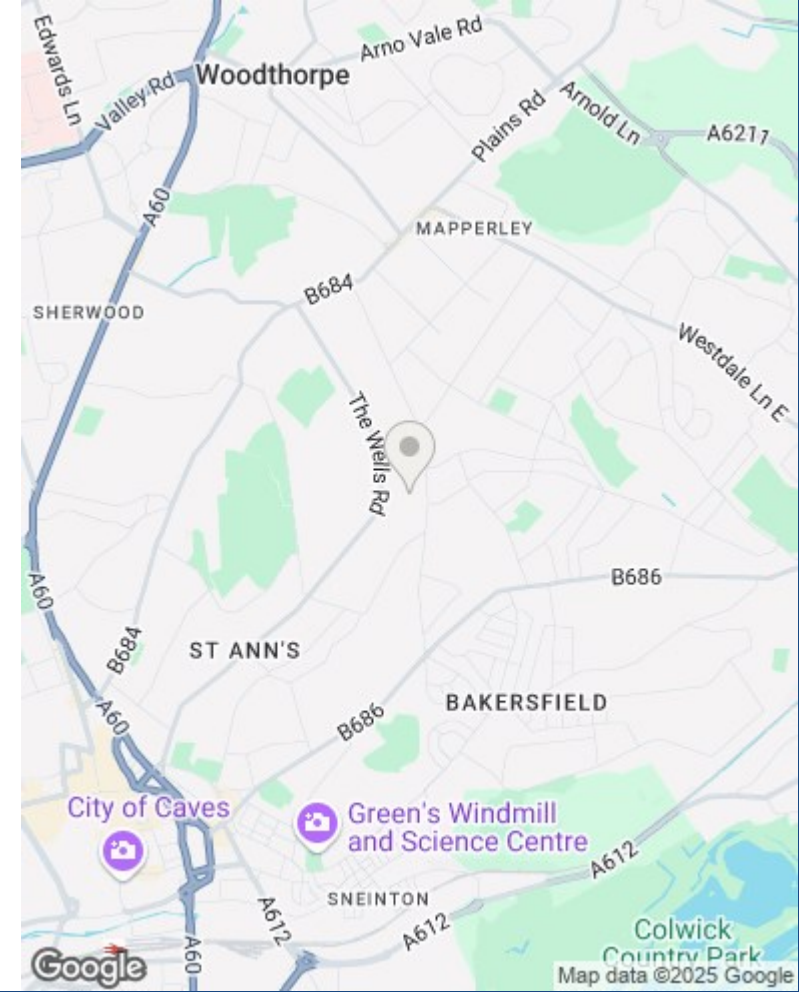 Edwards Ln
Arno Vale Rd
Woodthorpe
Valley Rd
Plains Rd
Arnold Ln
A6211
A60
MAPPERLEY
B684
SHERWOOD
Westdale Ln E
The Wells Rd
B686
A60
B684
ST ANN'S
BAKERSFIELD
A60
B686
City of Caves
Green's Windmill
and Science Centre
A612
SNEINTON
A612
A612
A60
Colwick
Country Park
Google
Map data ©2025 Google